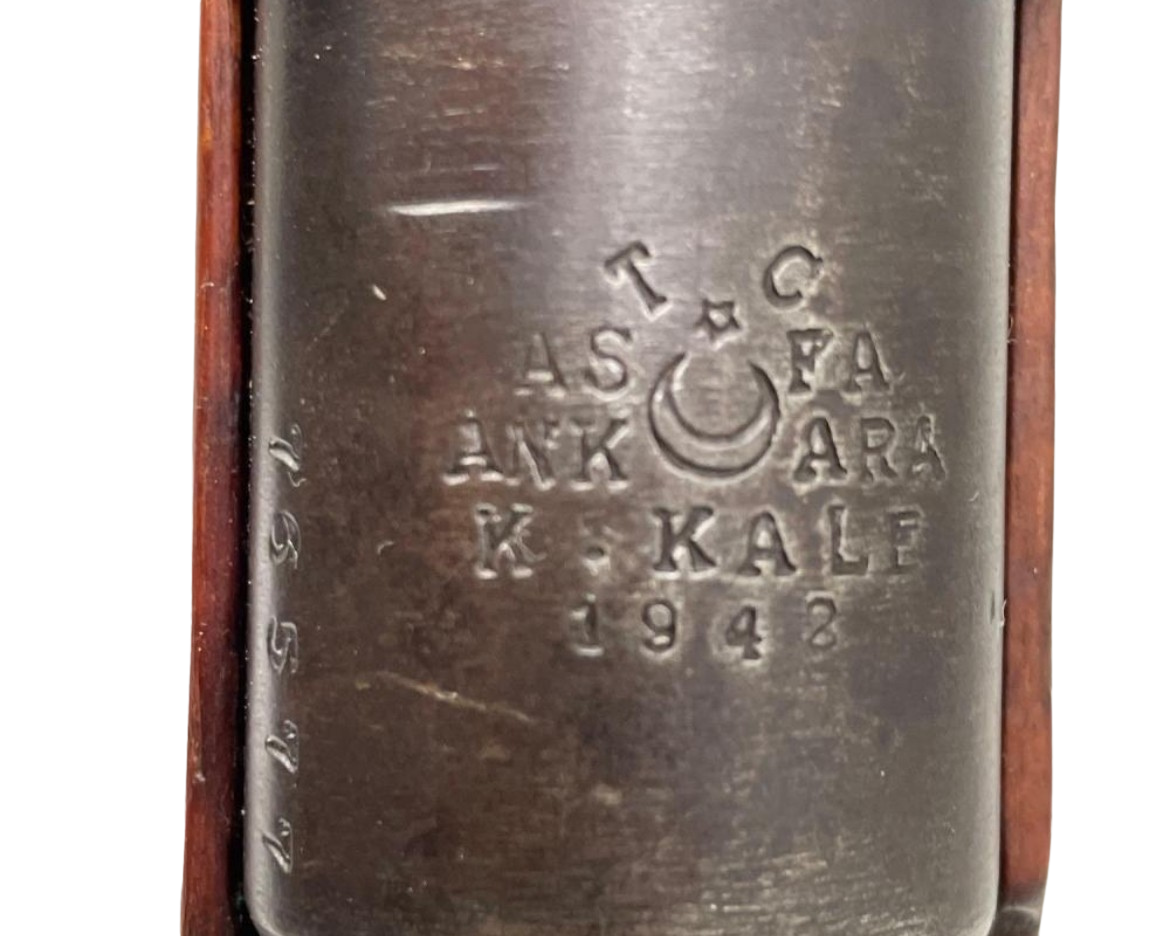 T C
AS FA
ANK ARA
K : KALE
1942